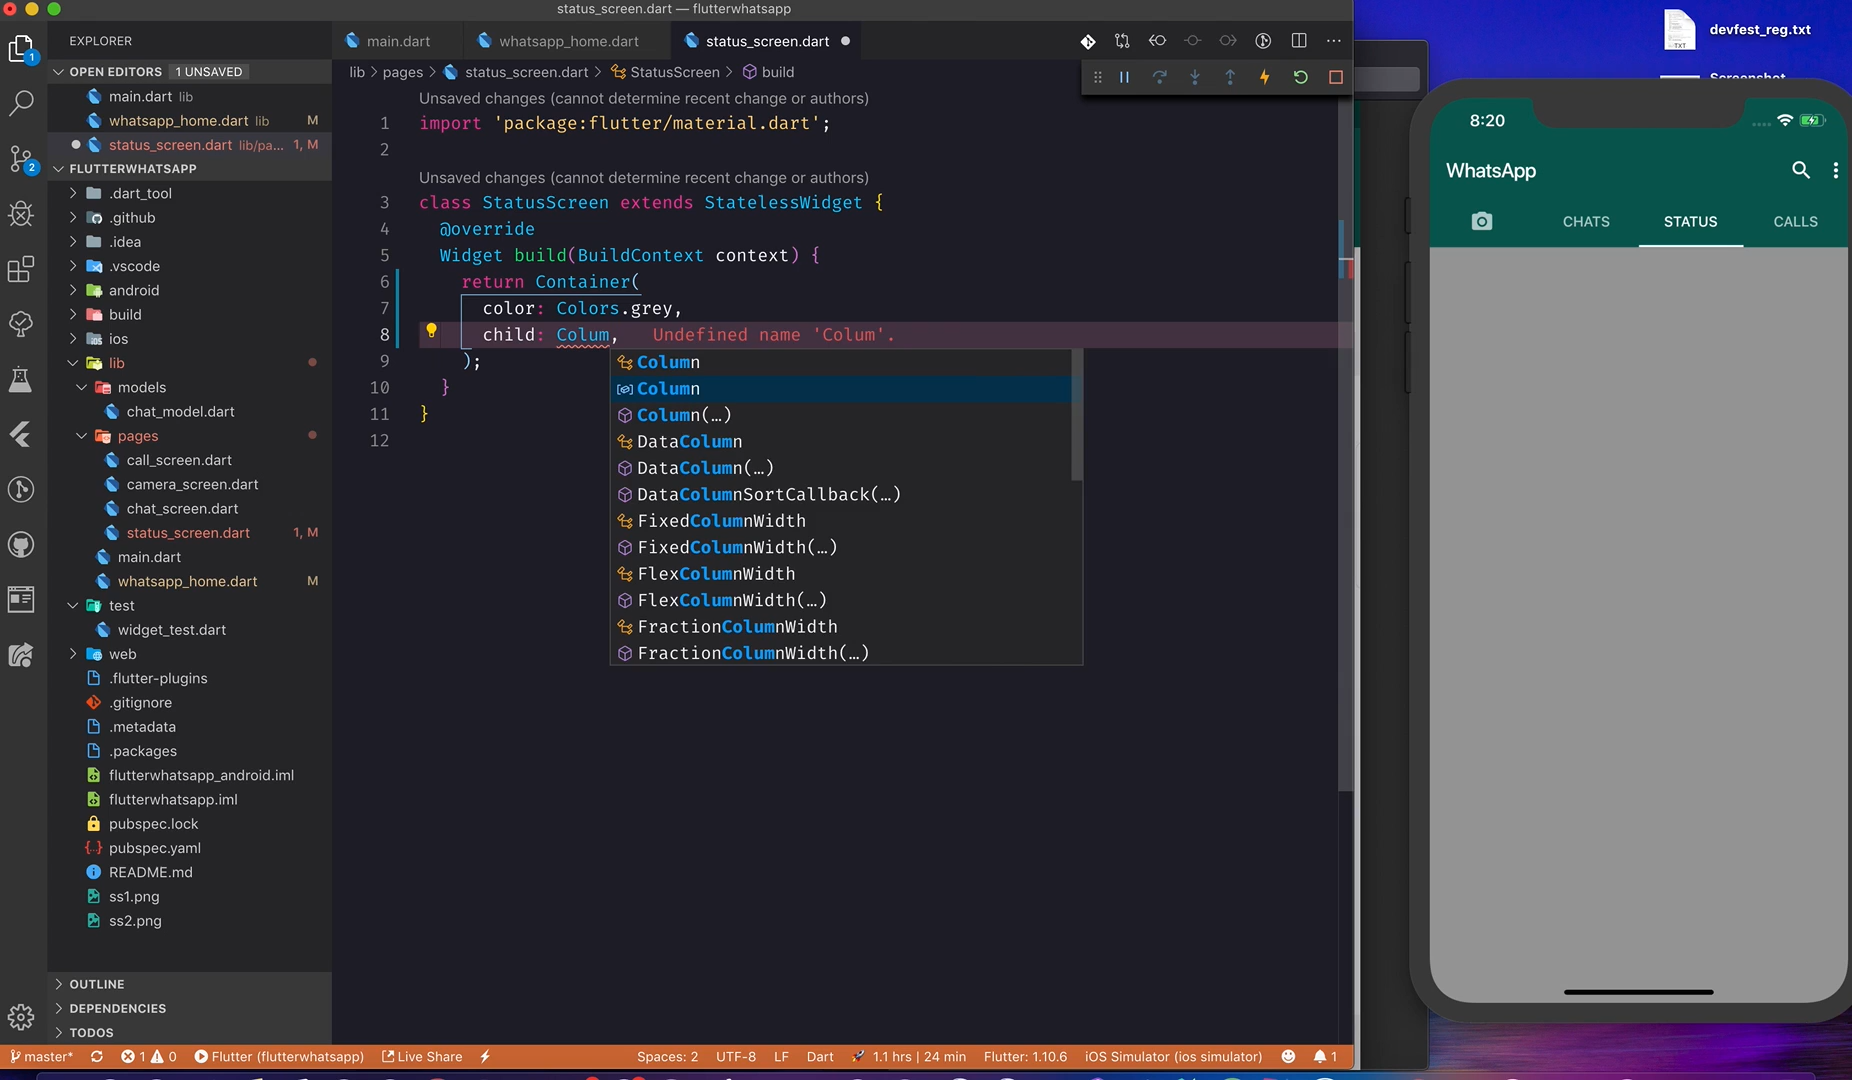 status_screen.dart — flutterwhatsapp
EXPLORER
OPEN EDITORS 1 UNSAVED
main.dart lib
whatsapp_home.dart lib M
status_screen.dart lib/pa... 1, M
FLUTTERWHATSAPP
.dart_tool
.github
.idea
.vscode
android
build
ios
lib
models
chat_model.dart
pages
call_screen.dart
camera_screen.dart
chat_screen.dart
status_screen.dart 1, M
main.dart
whatsapp_home.dart M
test
widget_test.dart
web
.flutter-plugins
.gitignore
.metadata
.packages
flutterwhatsapp_android.iml
flutterwhatsapp.iml
pubspec.lock
pubspec.yaml
README.md
ss1.png
ss2.png
OUTLINE
DEPENDENCIES
TODOS
1
2
main.dart whatsapp_home.dart status_screen.dart
lib > pages > status_screen.dart > StatusScreen > build
Unsaved changes (cannot determine recent change or authors)
1 import 'package:flutter/material.dart';
2
Unsaved changes (cannot determine recent change or authors)
3 class StatusScreen extends StatelessWidget {
4 @override
5 Widget build(BuildContext context) {
6 return Container(
7 color: Colors.grey,
8 child: Colum, Undefined name 'Colum'.
9 );
10 }
11 }
12
Column
Column
Column(…)
DataColumn
DataColumn(…)
DataColumnSortCallback(…)
FixedColumnWidth
FixedColumnWidth(…)
FlexColumnWidth
FlexColumnWidth(…)
FractionColumnWidth
FractionColumnWidth(…)
master* 1 0 Flutter (flutterwhatsapp) Live Share Spaces: 2 UTF-8 LF Dart 1.1 hrs | 24 min Flutter: 1.10.6 iOS Simulator (ios simulator) 1
TXT
devfest_reg.txt
8:20
WhatsApp
CHATS STATUS CALLS